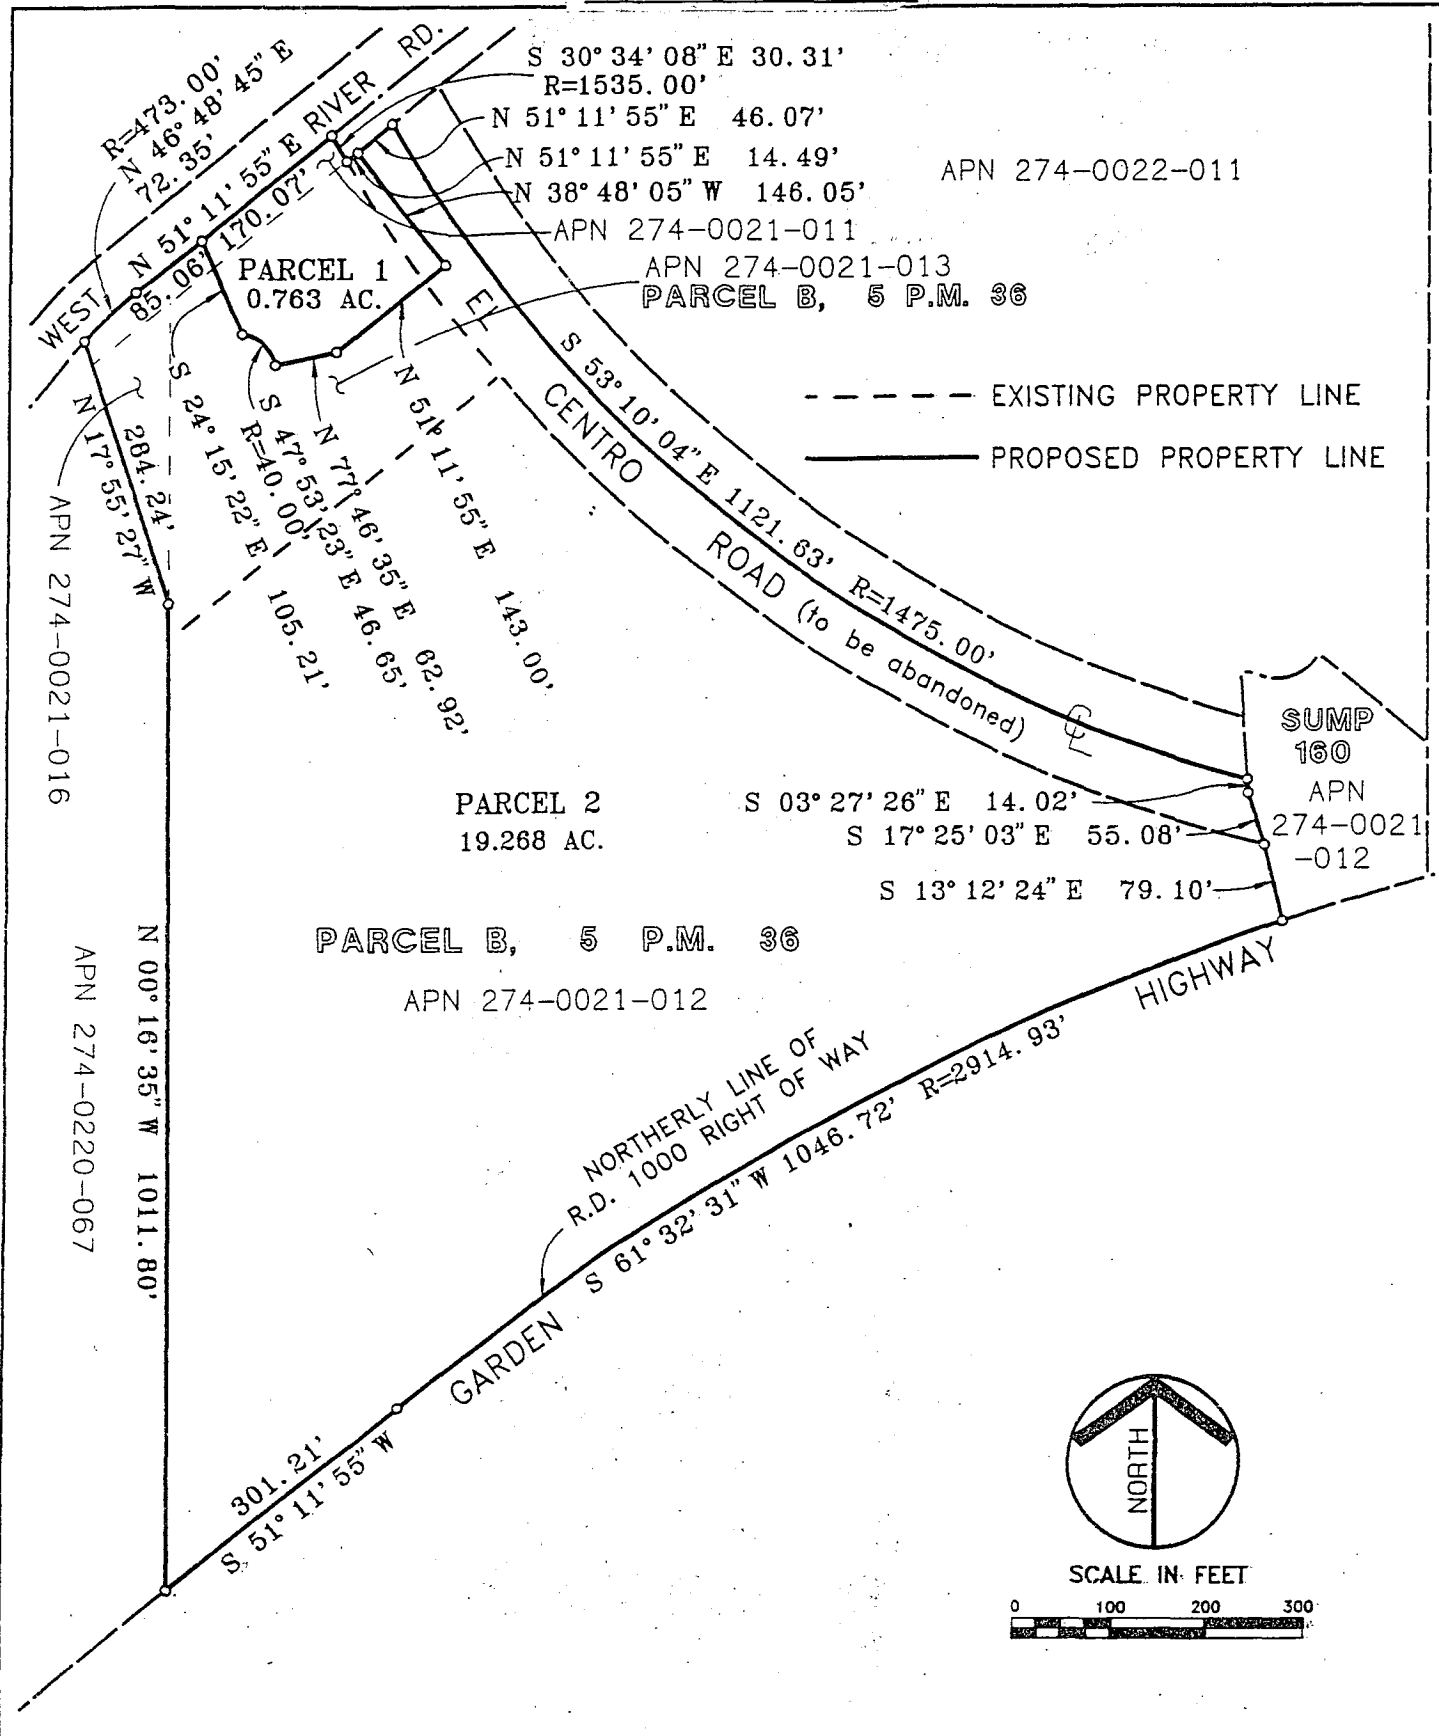 R=473.00'
N 46° 48' 45" E
72.35'
WEST RIVER RD.
N 51° 11' 55" E
85.06' 170.07'
S 30° 34' 08" E 30.31'
R=1535.00'
N 51° 11' 55" E 46.07'
N 51° 11' 55" E 14.49'
N 38° 48' 05" W 146.05'
APN 274-0021-011
APN 274-0021-013
PARCEL B, 5 P.M. 36
APN 274-0022-011
PARCEL 1
0.763 AC.
EXISTING PROPERTY LINE
PROPOSED PROPERTY LINE
EL CENTRO ROAD (to be abandoned)
S 53° 10' 04" E 1121.63' R=1475.00'
CL
N 17° 55' 27" W
284.24'
S 24° 15' 22" E 105.21'
S 47° 53' 23" E 46.65'
R=40.00'
N 77° 46' 35" E 62.92'
N 51° 11' 55" E 143.00'
APN 274-0021-016
SUMP
160
APN
274-0021
-012
PARCEL 2
19.268 AC.
S 03° 27' 26" E 14.02'
S 17° 25' 03" E 55.08'
S 13° 12' 24" E 79.10'
PARCEL B, 5 P.M. 36
APN 274-0021-012
N 00° 16' 35" W 1011.80'
APN 274-0220-067
NORTHERLY LINE OF
R.D. 1000 RIGHT OF WAY
GARDEN HIGHWAY
S 61° 32' 31" W 1046.72' R=2914.93'
301.21'
S 51° 11' 55" W
NORTH
SCALE IN FEET
0 100 200 300